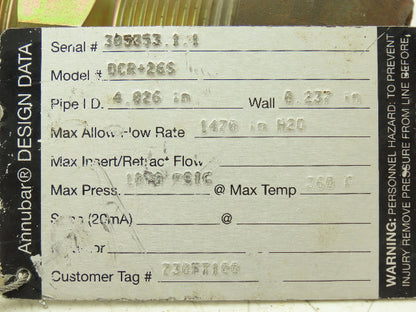 Annubar® DESIGN DATA
Serial # 305353.1.1
Model # DCR+26S
Pipe I.D. 4.026 in Wall 0.237 in
Max Allow Flow Rate 1470 in H2O
Max Insert/Retract Flow
Max Press. @ Max Temp
(20mA) @
Customer Tag #
WARNING: PERSONNEL HAZARD: TO PREVENT
INJURY REMOVE PRESSURE FROM LINE BEFORE